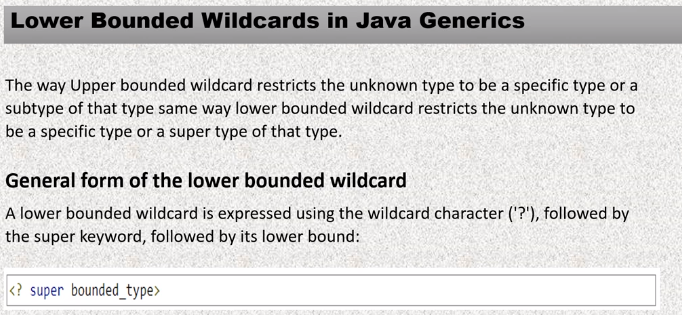 Lower Bounded Wildcards in Java Generics
The way Upper bounded wildcard restricts the unknown type to be a specific type or a
subtype of that type same way lower bounded wildcard restricts the unknown type to
be a specific type or a super type of that type.
General form of the lower bounded wildcard
A lower bounded wildcard is expressed using the wildcard character ('?'), followed by
the super keyword, followed by its lower bound:
<? super bounded_type>